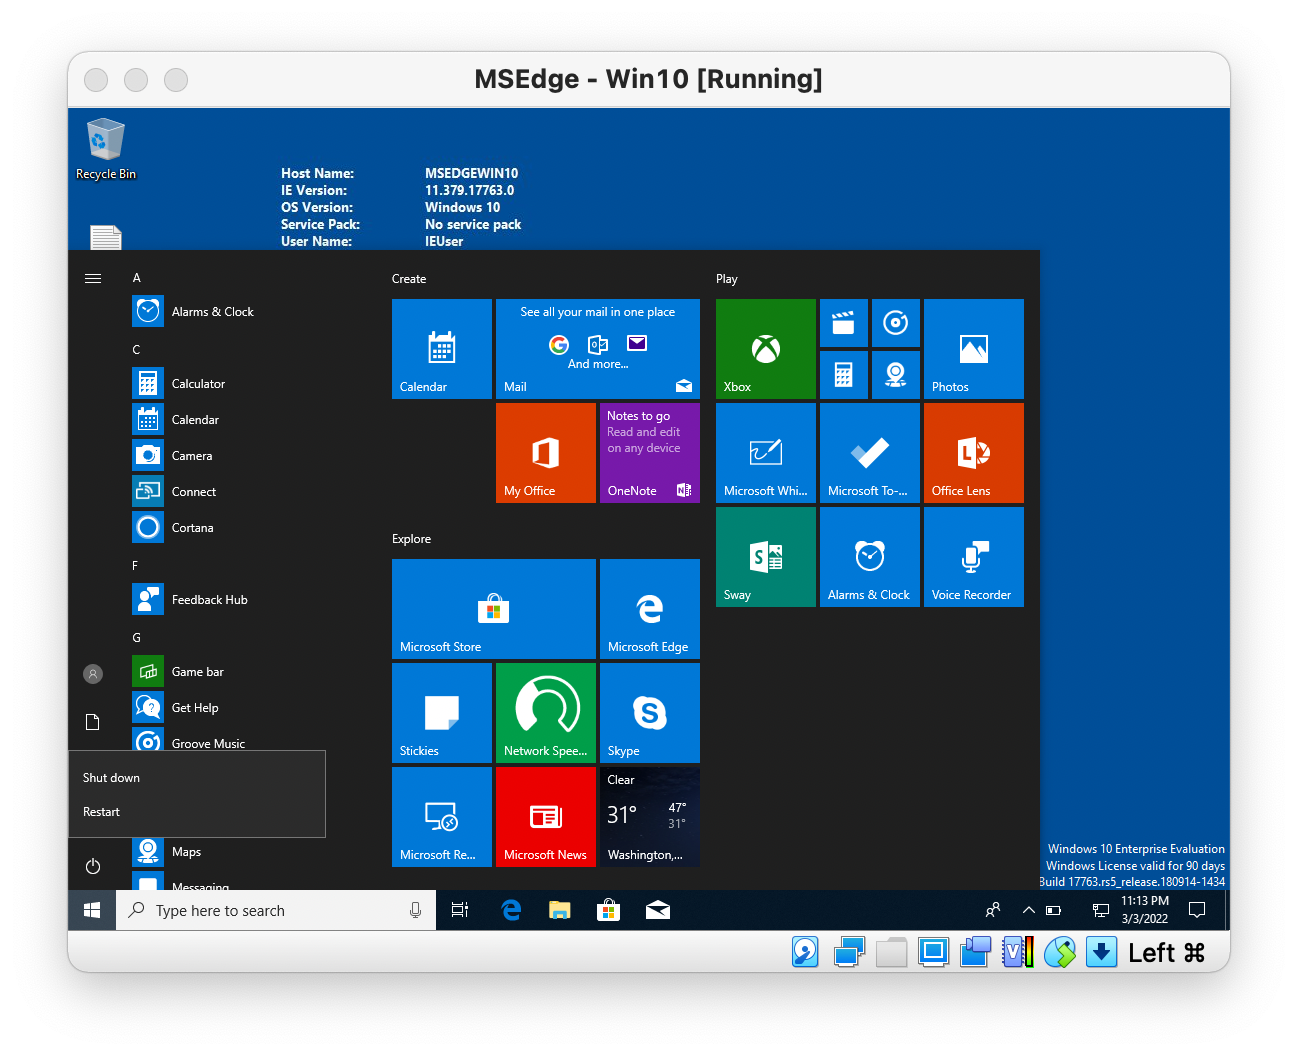 MSEdge - Win10 [Running]
Recycle Bin
Host Name: MSEDGEWIN10
IE Version: 11.379.17763.0
OS Version: Windows 10
Service Pack: No service pack
User Name: IEUser
A
Alarms & Clock
C
Calculator
Calendar
Camera
Connect
Cortana
F
Feedback Hub
G
Game bar
Get Help
Groove Music
Shut down
Restart
Maps
Messaging
Create
Calendar
See all your mail in one place
And more...
Mail
My Office
Notes to go
Read and edit
on any device
OneNote
Explore
Microsoft Store
Microsoft Edge
Stickies
Network Spee...
Skype
Microsoft Re...
Microsoft News
Clear
31° 47°
31°
Washington,...
Play
Xbox
Photos
Microsoft Whi...
Microsoft To-...
Office Lens
Sway
Alarms & Clock
Voice Recorder
Windows 10 Enterprise Evaluation
Windows License valid for 90 days
Build 17763.rs5_release.180914-1434
Type here to search
11:13 PM
3/3/2022
Left ⌘